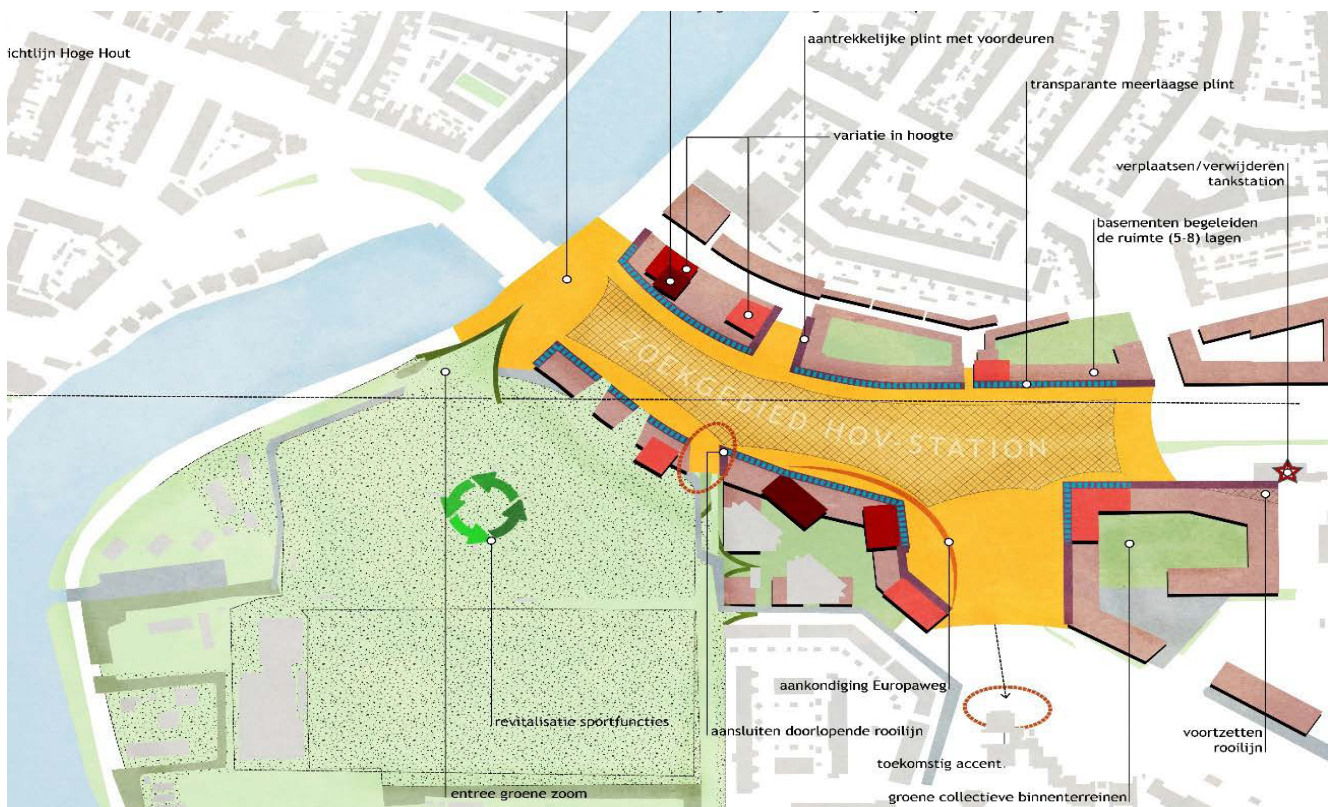 ichtlijn Hoge Hout
aantrekkelijke plint met voordeuren
transparante meerlaagse plint
variatie in hoogte
verplaatsen/verwijderen
tankstation
basementen begeleiden
de ruimte (5-8) lagen
ZOEKGEBIED HOV STATION
aankondiging Europaweg
revitalisatie sportfuncties
aansluiten doorlopende rooilijn
voortzetten
rooilijn
toekomstig accent
entree groene zoom
groene collectieve binnenterreinen